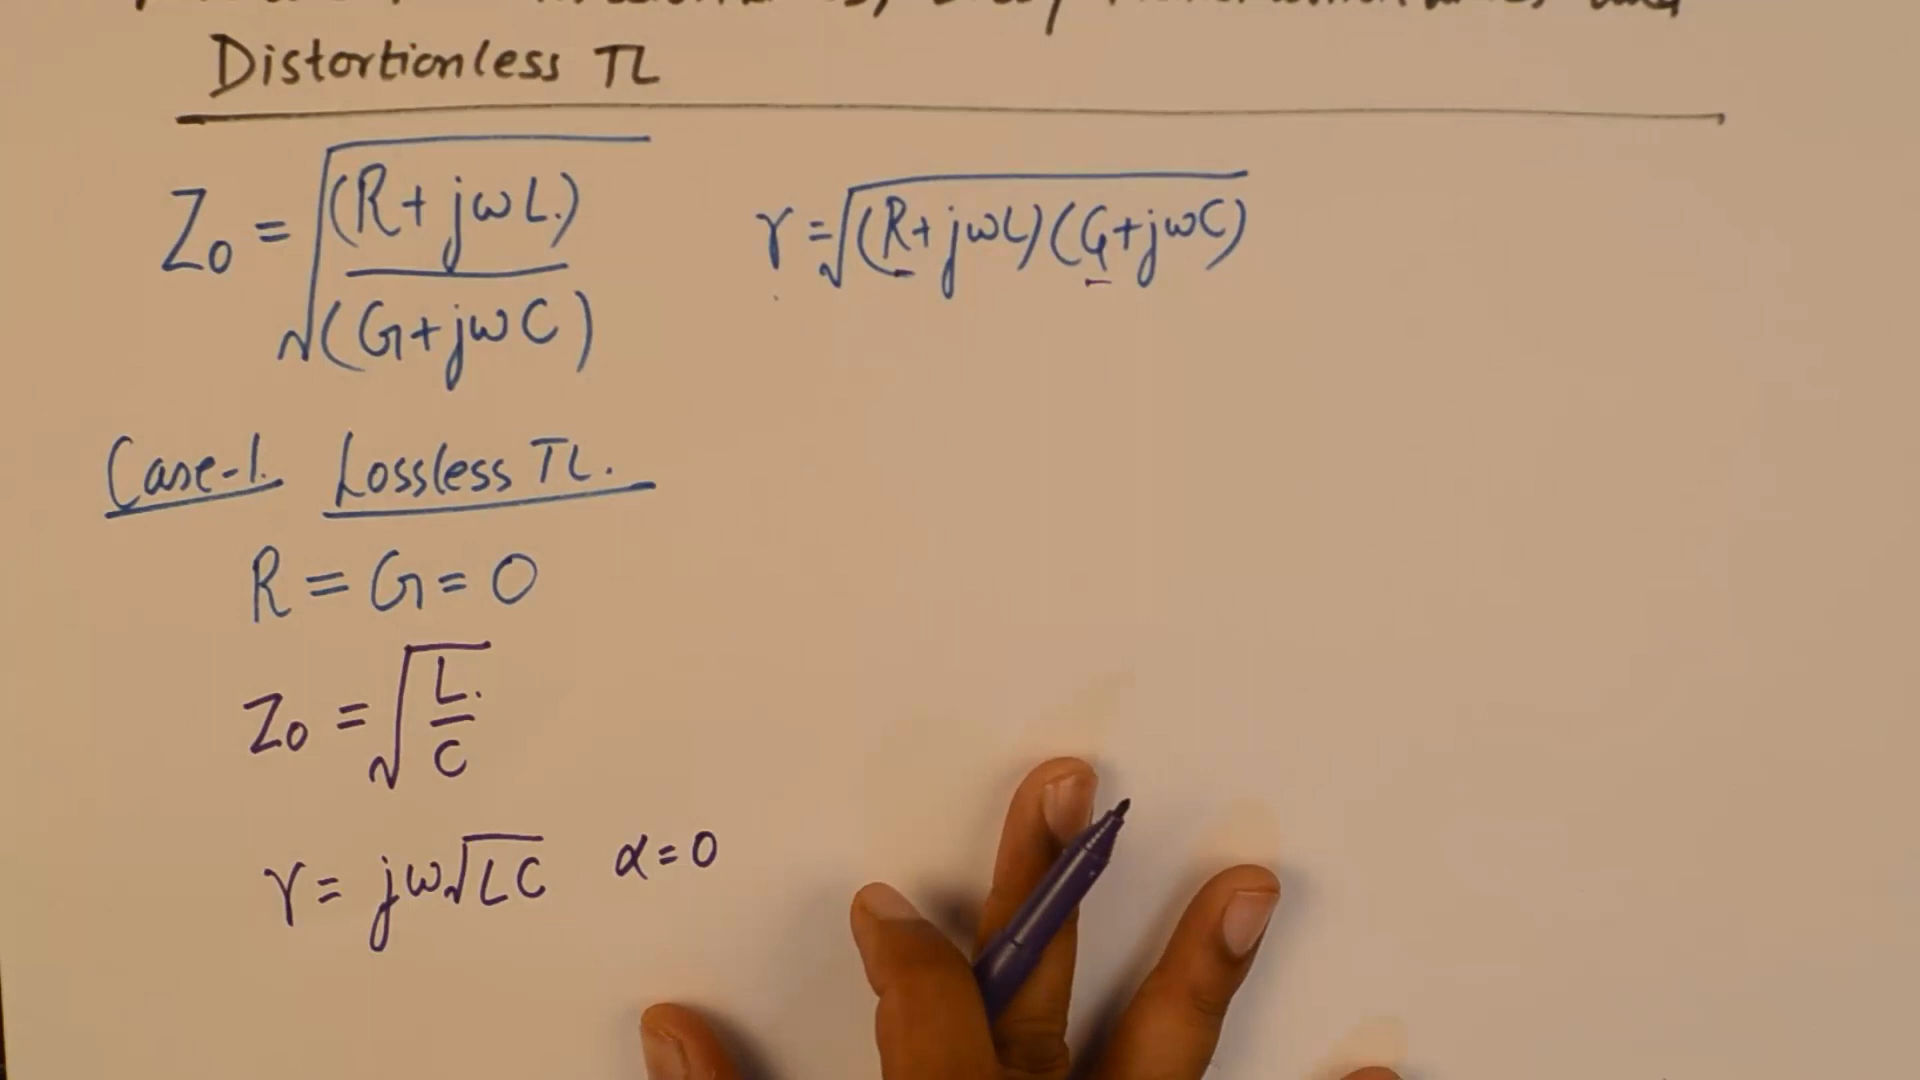 Distortionless TL
Z₀ = √((R+jωL.)/(G+jωC))
γ = √((R+jωL)(G+jωC)
Case-1. Lossless TL.
R = G = 0
Z₀ = √(L./C)
γ = jω√LC α=0